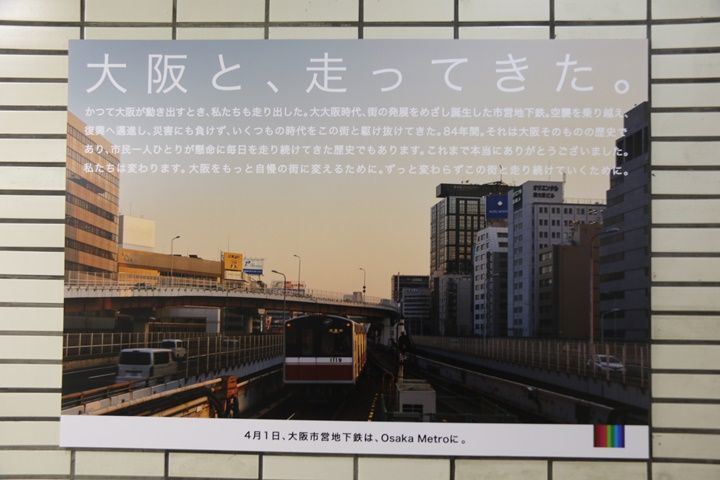 大阪と、走ってきた。
かつて大阪が動き出すとき、私たちも走り出した。大大阪時代、街の発展をめざし誕生した市営地下鉄。空襲を乗り越え、
復興へ邁進し、災害にも負けず、いくつもの時代をこの街と駆け抜けてきた。84年間。それは大阪そのものの歴史で
あり、市民一人ひとりが懸命に毎日を走り続けてきた歴史でもあります。これまで本当にありがとうございました。
私たちは変わります。大阪をもっと自慢の街に変えるために。ずっと変わらずこの街と走り続けていくために。
4月1日、大阪市営地下鉄は、Osaka Metroに。